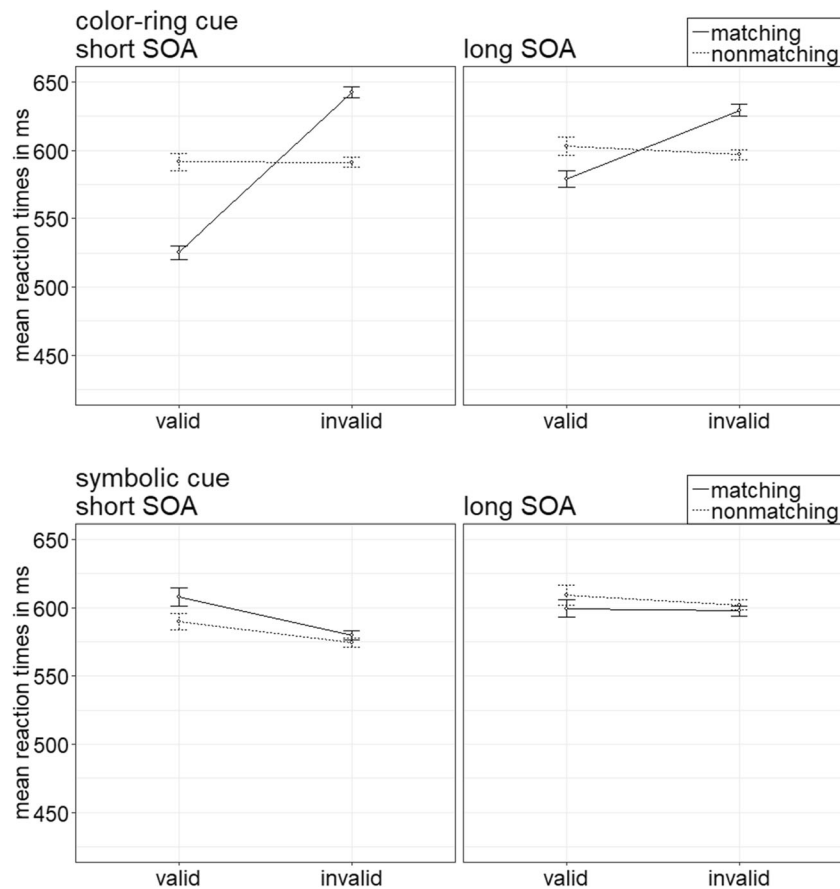 color-ring cue
short SOA
long SOA
matching
nonmatching
mean reaction times in ms
650
600
550
500
450
valid
invalid
valid
invalid
symbolic cue
short SOA
long SOA
matching
nonmatching
mean reaction times in ms
650
600
550
500
450
valid
invalid
valid
invalid